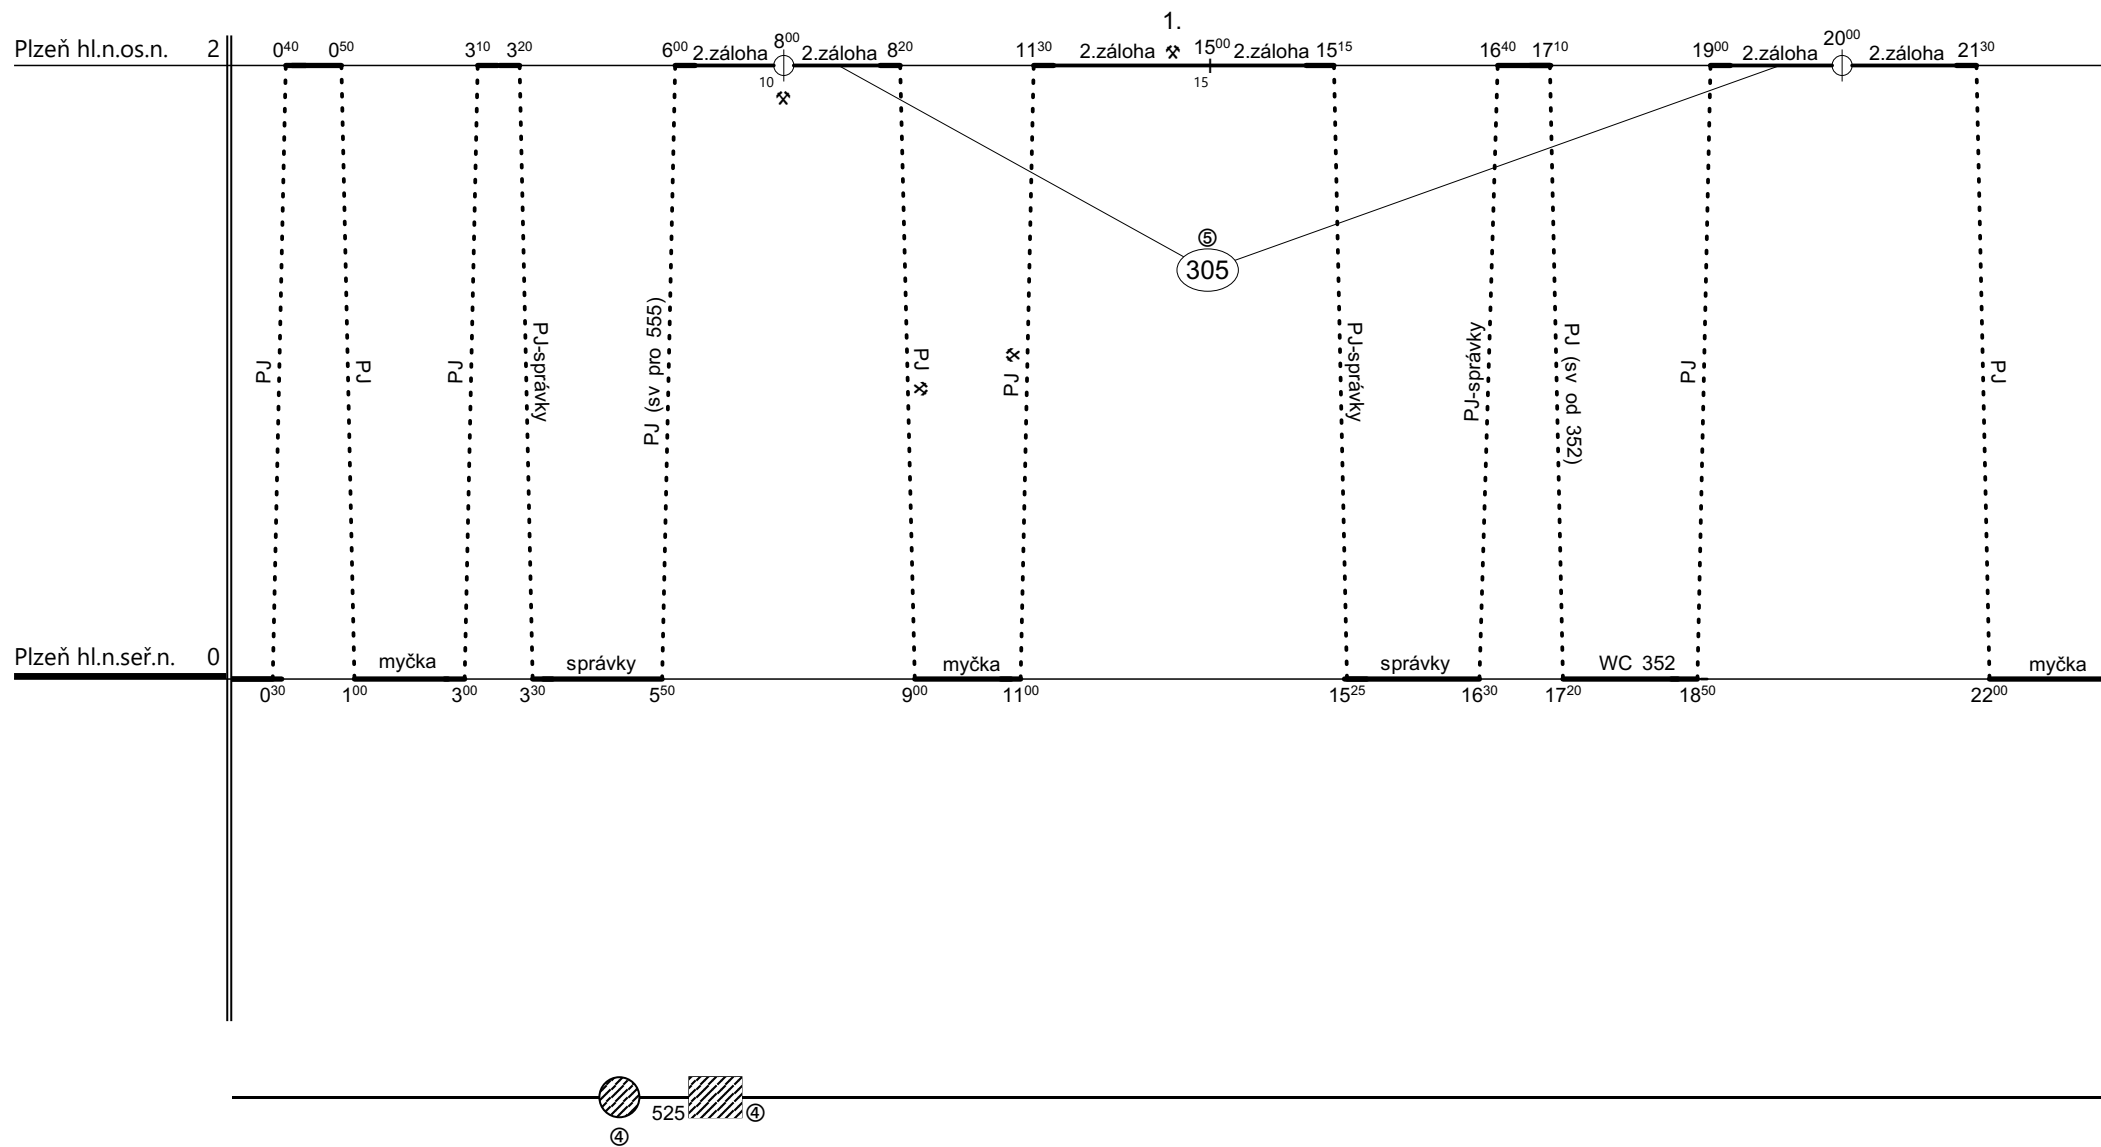 1.
Plzeň hl.n.os.n. 2 0⁴⁰ 0⁵⁰ 3¹⁰ 3²⁰ 6⁰⁰ 2.záloha 8⁰⁰ 2.záloha 8²⁰ 11³⁰ 2.záloha ⚒ 15⁰⁰ 2.záloha 15¹⁵ 16⁴⁰ 17¹⁰ 19⁰⁰ 2.záloha 20⁰⁰ 2.záloha 21³⁰
10 15
⚒
⑤
305
PJ
PJ
PJ
PJ-správky
PJ (sv pro 555)
PJ ⚒
PJ ⚒
PJ-správky
PJ-správky
PJ (sv od 352)
PJ
PJ
Plzeň hl.n.seř.n. 0 myčka správky myčka správky WC 352 myčka
0³⁰ 1⁰⁰ 3⁰⁰ 3³⁰ 5⁵⁰ 9⁰⁰ 11⁰⁰ 15²⁵ 16³⁰ 17²⁰ 18⁵⁰ 22⁰⁰
525 ④
④